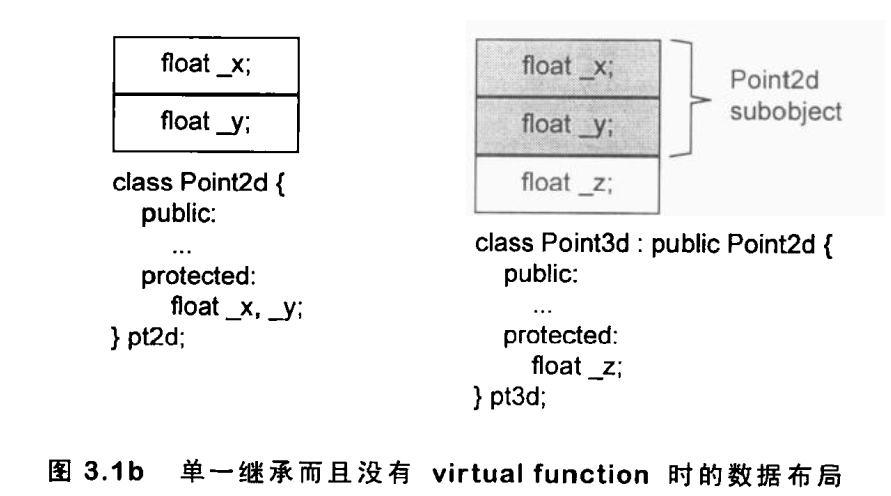 float _x;
float _y;
class Point2d {
public:
...
protected:
float _x, _y;
} pt2d;
float _x;
float _y;
float _z;
Point2d
subobject
class Point3d : public Point2d {
public:
...
protected:
float _z;
} pt3d;
图 3.1b 单一继承而且没有 virtual function 时的数据布局